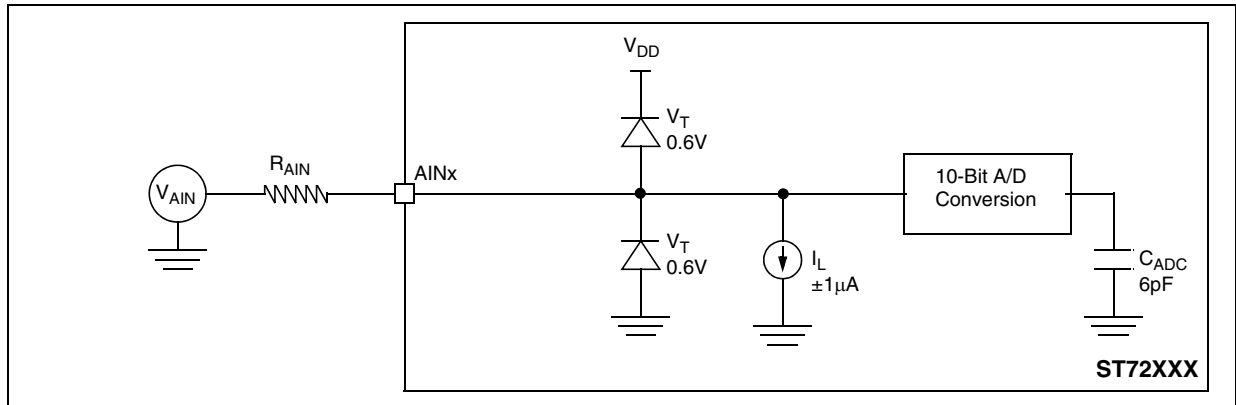 V_DD
V_T
0.6V
R_AIN
AINx
V_AIN
10-Bit A/D
Conversion
V_T
0.6V
I_L
±1μA
C_ADC
6pF
ST72XXX